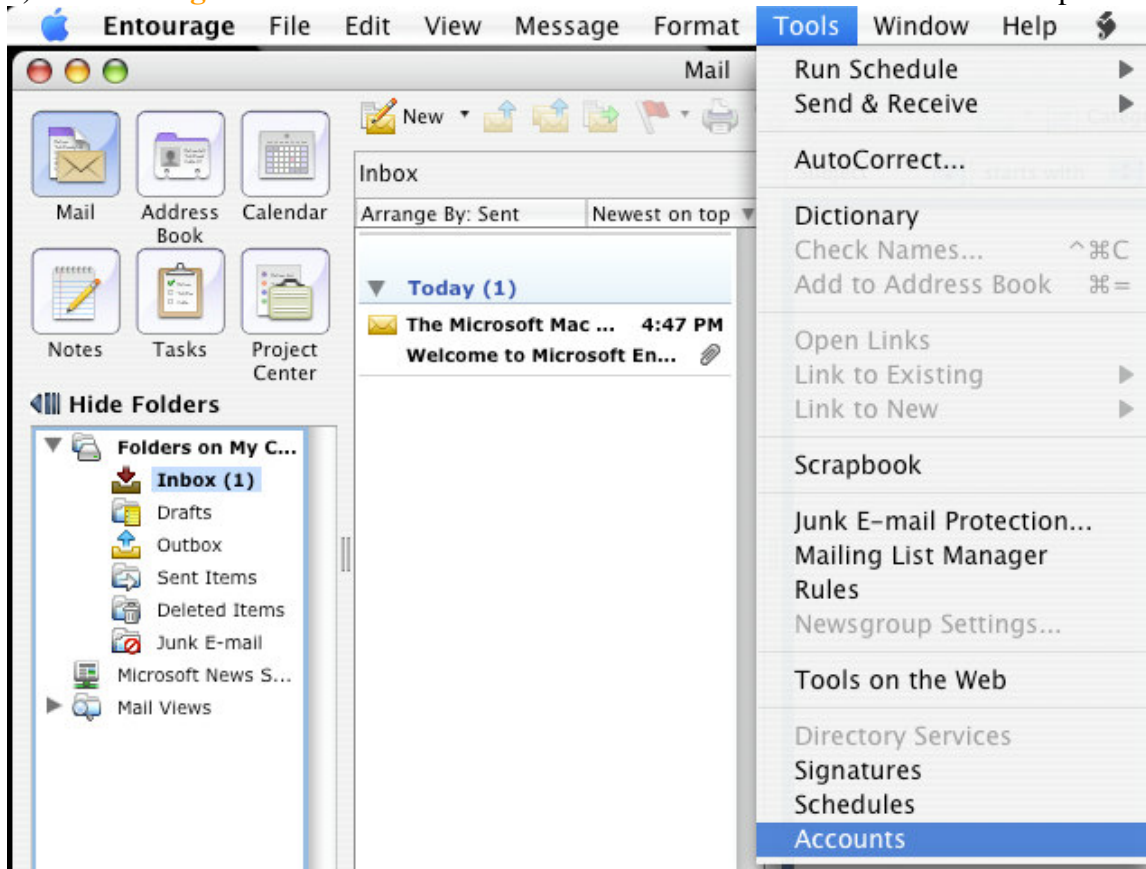 Entourage File Edit View Message Format Tools Window Help
Mail
New
Mail
Address Book
Calendar
Notes
Tasks
Project Center
Hide Folders
Folders on My C...
Inbox (1)
Drafts
Outbox
Sent Items
Deleted Items
Junk E-mail
Microsoft News S...
Mail Views
Inbox
Arrange By: Sent Newest on top
Today (1)
The Microsoft Mac ... 4:47 PM
Welcome to Microsoft En...
Run Schedule
Send & Receive
AutoCorrect...
Dictionary
Check Names... ^⌘C
Add to Address Book ⌘=
Open Links
Link to Existing
Link to New
Scrapbook
Junk E-mail Protection...
Mailing List Manager
Rules
Newsgroup Settings...
Tools on the Web
Directory Services
Signatures
Schedules
Accounts